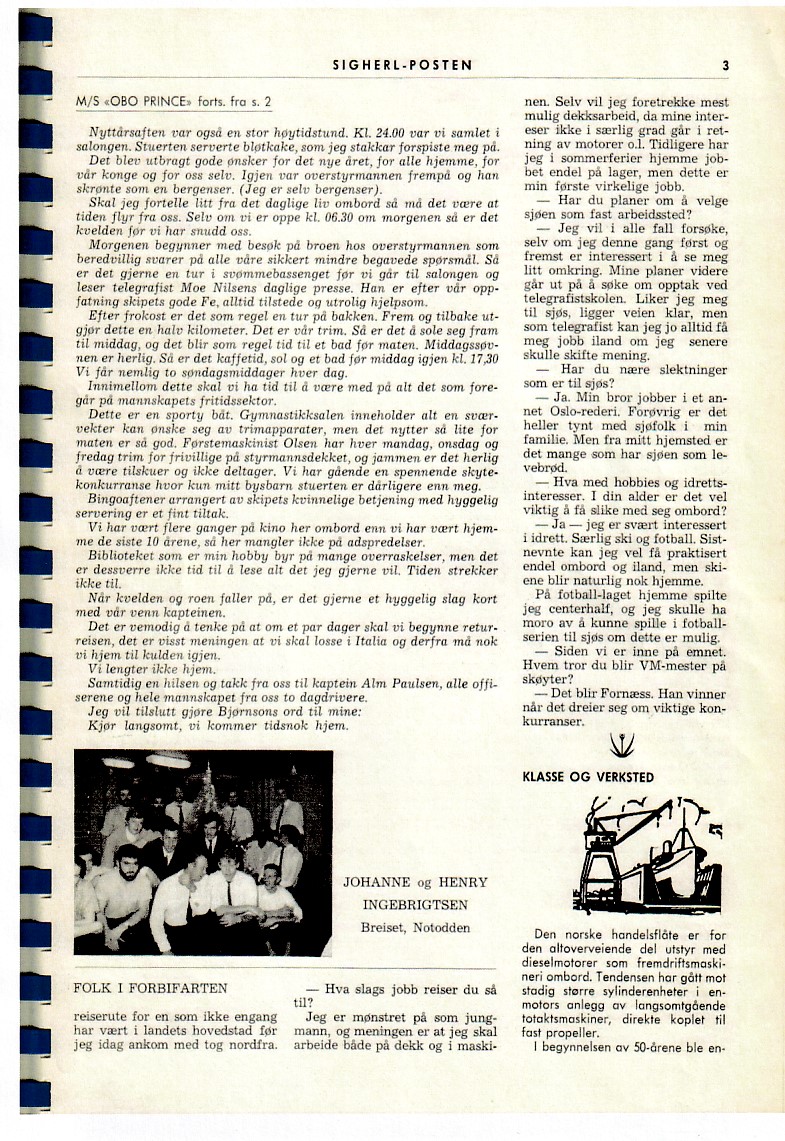 SIGHERL-POSTEN 3
M/S «OBO PRINCE» forts. fra s. 2
Nyttårsaften var også en stor høytidstund. Kl. 24.00 var vi samlet i
salongen. Stuerten serverte bløtkake, som jeg stakkar forspiste meg på.
Det blev utbragt gode ønsker for det nye året, for alle hjemme, for
vår konge og for oss selv. Igjen var overstyrmannen frempå og han
skrønte som en bergenser. (Jeg er selv bergenser).
Skal jeg fortelle litt fra det daglige liv ombord så må det være at
tiden flyr fra oss. Selv om vi er oppe kl. 06.30 om morgenen så er det
kvelden før vi har snudd oss.
Morgenen begynner med besøk på broen hos overstyrmannen som
beredvillig svarer på alle våre sikkert mindre begavede spørsmål. Så
er det gjerne en tur i svømmebassenget før vi går til salongen og
leser telegrafist Moe Nilsens daglige presse. Han er efter vår opp-
fatning skipets gode Fe, alltid tilstede og utrolig hjelpsom.
Efter frokost er det som regel en tur på bakken. Frem og tilbake ut-
gjør dette en halv kilometer. Det er vår trim. Så er det å sole seg fram
til middag, og det blir som regel tid til et bad før maten. Middagssøv-
nen er herlig. Så er det kaffetid, sol og et bad før middag igjen kl. 17,30
Vi får nemlig to søndagsmiddager hver dag.
Innimellom dette skal vi ha tid til å være med på alt det som fore-
går på mannskapets fritidssektor.
Dette er en sporty båt. Gymnastikksalen inneholder alt en svær-
vekter kan ønske seg av trimapparater, men det nytter så lite for
maten er så god. Førstemaskinist Olsen har hver mandag, onsdag og
fredag trim for frivillige på styrmannsdekket, og jammen er det herlig
å være tilskuer og ikke deltager. Vi har gående en spennende skyte-
konkurranse hvor kun mitt bysbarn stuerten er dårligere enn meg.
Bingoaftener arrangert av skipets kvinnelige betjening med hyggelig
servering er et fint tiltak.
Vi har vært flere ganger på kino her ombord enn vi har vært hjem-
me de siste 10 årene, så her mangler ikke på adspredelser.
Biblioteket som er min hobby byr på mange overraskelser, men det
er dessverre ikke tid til å lese alt det jeg gjerne vil. Tiden strekker
ikke til.
Når kvelden og roen faller på, er det gjerne et hyggelig slag kort
med vår venn kapteinen.
Det er vemodig å tenke på at om et par dager skal vi begynne retur-
reisen, det er visst meningen at vi skal losse i Italia og derfra må nok
vi hjem til kulden igjen.
Vi lengter ikke hjem.
Samtidig en hilsen og takk fra oss til kaptein Alm Paulsen, alle offi-
serene og hele mannskapet fra oss to dagdrivere.
Jeg vil tilslutt gjøre Bjørnsons ord til mine:
Kjør langsomt, vi kommer tidsnok hjem.
JOHANNE og HENRY
INGEBRIGTSEN
Breiset, Notodden
FOLK I FORBIFARTEN
reiserute for en som ikke engang
har vært i landets hovedstad før
jeg idag ankom med tog nordfra.
— Hva slags jobb reiser du så
til?
Jeg er mønstret på som jung-
mann, og meningen er at jeg skal
arbeide både på dekk og i maski-
nen. Selv vil jeg foretrekke mest
mulig dekksarbeid, da mine inter-
eser ikke i særlig grad går i ret-
ning av motorer o.l. Tidligere har
jeg i sommerferier hjemme job-
bet endel på lager, men dette er
min første virkelige jobb.
— Har du planer om å velge
sjøen som fast arbeidssted?
— Jeg vil i alle fall forsøke,
selv om jeg denne gang først og
fremst er interessert i å se meg
litt omkring. Mine planer videre
går ut på å søke om opptak ved
telegrafistskolen. Liker jeg meg
til sjøs, ligger veien klar, men
som telegrafist kan jeg jo alltid få
meg jobb iland om jeg senere
skulle skifte mening.
— Har du nære slektninger
som er til sjøs?
— Ja. Min bror jobber i et an-
net Oslo-rederi. Forøvrig er det
heller tynt med sjøfolk i min
familie. Men fra mitt hjemsted er
det mange som har sjøen som le-
vebrød.
— Hva med hobbies og idretts-
interesser. I din alder er det vel
viktig å få slike med seg ombord?
— Ja — jeg er svært interessert
i idrett. Særlig ski og fotball. Sist-
nevnte kan jeg vel få praktisert
endel ombord og iland, men ski-
ene blir naturlig nok hjemme.
På fotball-laget hjemme spilte
jeg centerhalf, og jeg skulle ha
moro av å kunne spille i fotball-
serien til sjøs om dette er mulig.
— Siden vi er inne på emnet.
Hvem tror du blir VM-mester på
skøyter?
— Det blir Fornæss. Han vinner
når det dreier seg om viktige kon-
kurranser.
KLASSE OG VERKSTED
Den norske handelsflåte er for
den altoverveiende del utstyr med
dieselmotorer som fremdriftsmaski-
neri ombord. Tendensen har gått mot
stadig større sylinderenheter i en-
motors anlegg av langsomtgående
totaktsmaskiner, direkte koplet til
fast propeller.
I begynnelsen av 50-årene ble en-